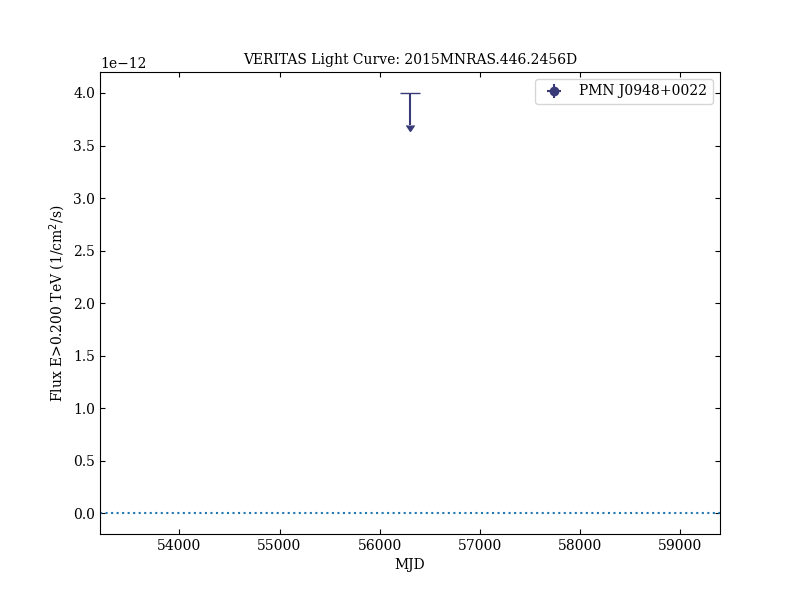 VERITAS Light Curve: 2015MNRAS.446.2456D
1e−12
PMN J0948+0022
4.0
3.5
3.0
2.5
2.0
1.5
1.0
0.5
0.0
Flux E>0.200 TeV (1/cm²/s)
54000 55000 56000 57000 58000 59000
MJD